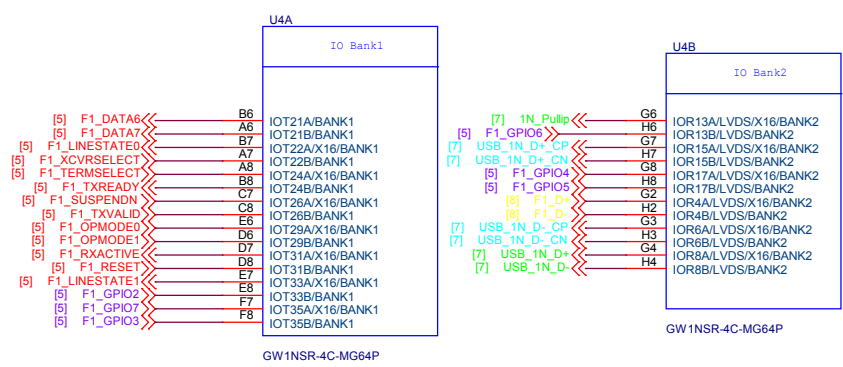 U4A
IO Bank1
[5] F1_DATA6 B6 IOT21A/BANK1
[5] F1_DATA7 A6 IOT21B/BANK1
[5] F1_LINESTATE0 B7 IOT22A/X16/BANK1
[5] F1_XCVRSELECT A7 IOT22B/BANK1
[5] F1_TERMSELECT A8 IOT24A/X16/BANK1
[5] F1_TXREADY B8 IOT24B/BANK1
[5] F1_SUSPENDN C7 IOT26A/X16/BANK1
[5] F1_TXVALID C8 IOT26B/BANK1
[5] F1_OPMODE0 E6 IOT29A/X16/BANK1
[5] F1_OPMODE1 D6 IOT29B/BANK1
[5] F1_RXACTIVE D7 IOT31A/X16/BANK1
[5] F1_RESET D8 IOT31B/BANK1
[5] F1_LINESTATE1 E7 IOT33A/X16/BANK1
[5] F1_GPIO2 E8 IOT33B/BANK1
[5] F1_GPIO7 F7 IOT35A/X16/BANK1
[5] F1_GPIO3 F8 IOT35B/BANK1
GW1NSR-4C-MG64P
U4B
IO Bank2
[7] 1N_Pullip G6 IOR13A/LVDS/X16/BANK2
[5] F1_GPIO6 H6 IOR13B/LVDS/BANK2
[7] USB_1N_D+_CP G7 IOR15A/LVDS/X16/BANK2
[7] USB_1N_D+_CN H7 IOR15B/LVDS/BANK2
[5] F1_GPIO4 G8 IOR17A/LVDS/X16/BANK2
[5] F1_GPIO5 H8 IOR17B/LVDS/BANK2
[8] F1_D+ G2 IOR4A/LVDS/X16/BANK2
[8] F1_D- H2 IOR4B/LVDS/BANK2
[7] USB_1N_D-_CP G3 IOR6A/LVDS/X16/BANK2
[7] USB_1N_D-_CN H3 IOR6B/LVDS/BANK2
[7] USB_1N_D+ G4 IOR8A/LVDS/X16/BANK2
[7] USB_1N_D- H4 IOR8B/LVDS/BANK2
GW1NSR-4C-MG64P